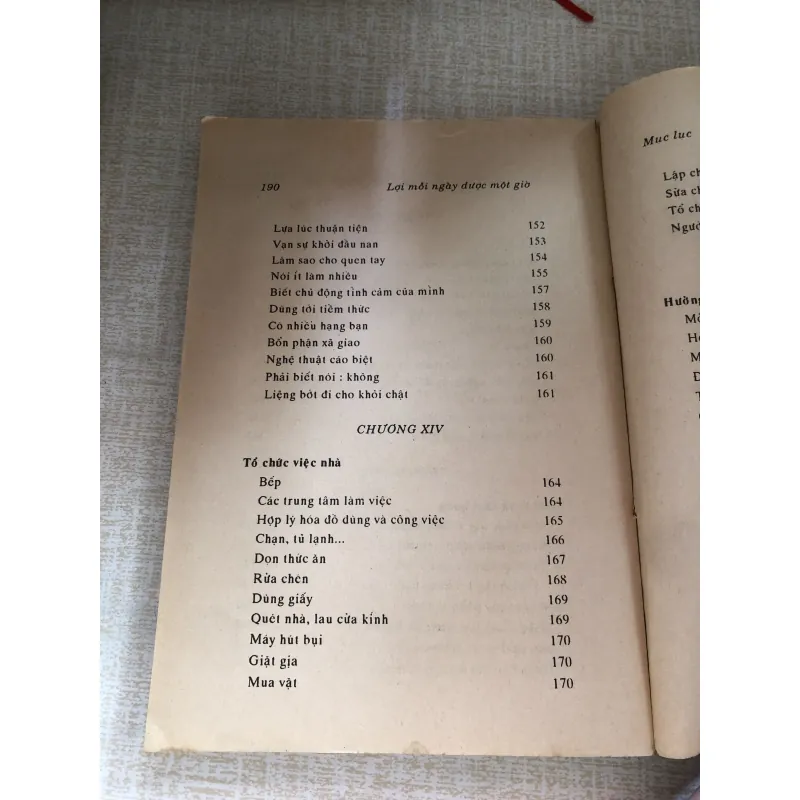 190 Lợi mỗi ngày được một giờ
Lựa lúc thuận tiện 152
Vạn sự khởi đầu nan 153
Làm sao cho quen tay 154
Nói ít làm nhiều 155
Biết chủ động tình cảm của mình 157
Dùng tới tiềm thức 158
Có nhiều hạng bạn 159
Bổn phận xã giao 160
Nghệ thuật cáo biệt 160
Phải biết nói : không 161
Liệng bớt đi cho khỏi chật 161
CHƯƠNG XIV
Tổ chức việc nhà
Bếp 164
Các trung tâm làm việc 164
Hợp lý hóa đồ dùng và công việc 165
Chạn, tủ lạnh... 166
Dọn thức ăn 167
Rửa chén 168
Dùng giấy 169
Quét nhà, lau cửa kính 169
Máy hút bụi 170
Giặt gịa 170
Mua vật 170
Mục lục
Lập
Sửa
Tổ